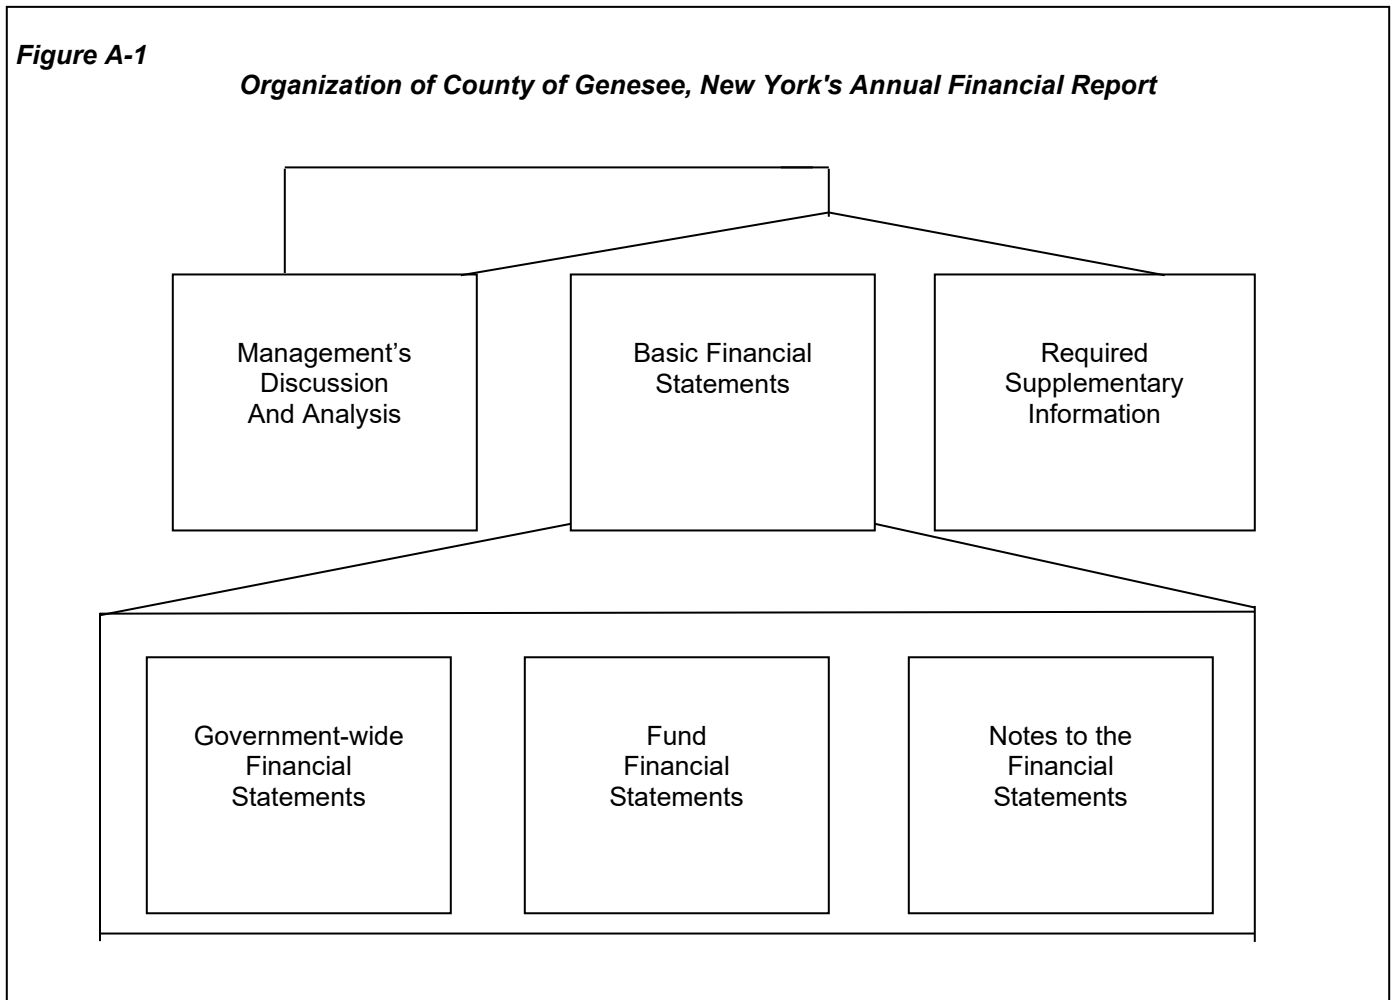 Figure A-1
Organization of County of Genesee, New York's Annual Financial Report
Management’s
Discussion
And Analysis
Basic Financial
Statements
Required
Supplementary
Information
Government-wide
Financial
Statements
Fund
Financial
Statements
Notes to the
Financial
Statements